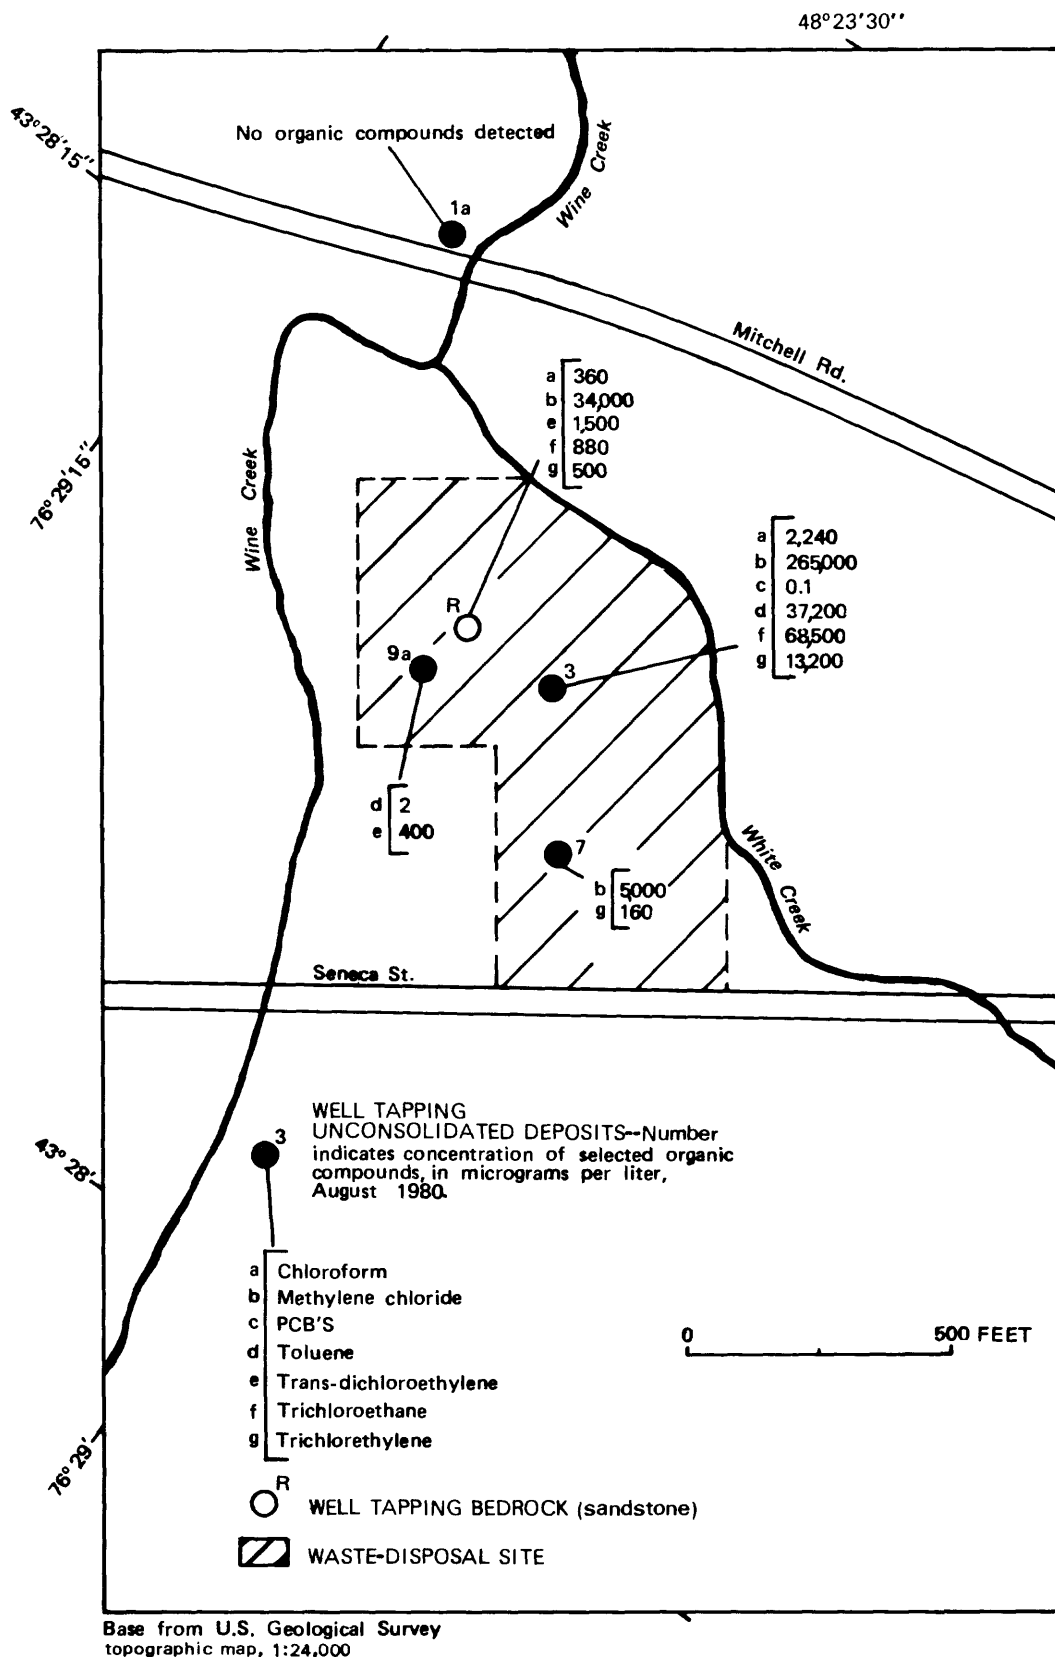 48°23'30''
43°28'15''
No organic compounds detected
Wine Creek
1a
Mitchell Rd.
a 360
b 34,000
e 1,500
f 880
g 500
76°29'15''
Wine Creek
a 2,240
b 265,000
c 0.1
d 37,200
f 68,500
g 13,200
R
9a
3
d 2
e 400
7
b 5,000
g 160
White Creek
Seneca St.
43°28'
3
WELL TAPPING
UNCONSOLIDATED DEPOSITS--Number
indicates concentration of selected organic
compounds, in micrograms per liter,
August 1980.
a Chloroform
b Methylene chloride
c PCB'S
d Toluene
e Trans-dichloroethylene
f Trichloroethane
g Trichlorethylene
0 500 FEET
76°29'
R
WELL TAPPING BEDROCK (sandstone)
WASTE-DISPOSAL SITE
Base from U.S. Geological Survey
topographic map, 1:24,000